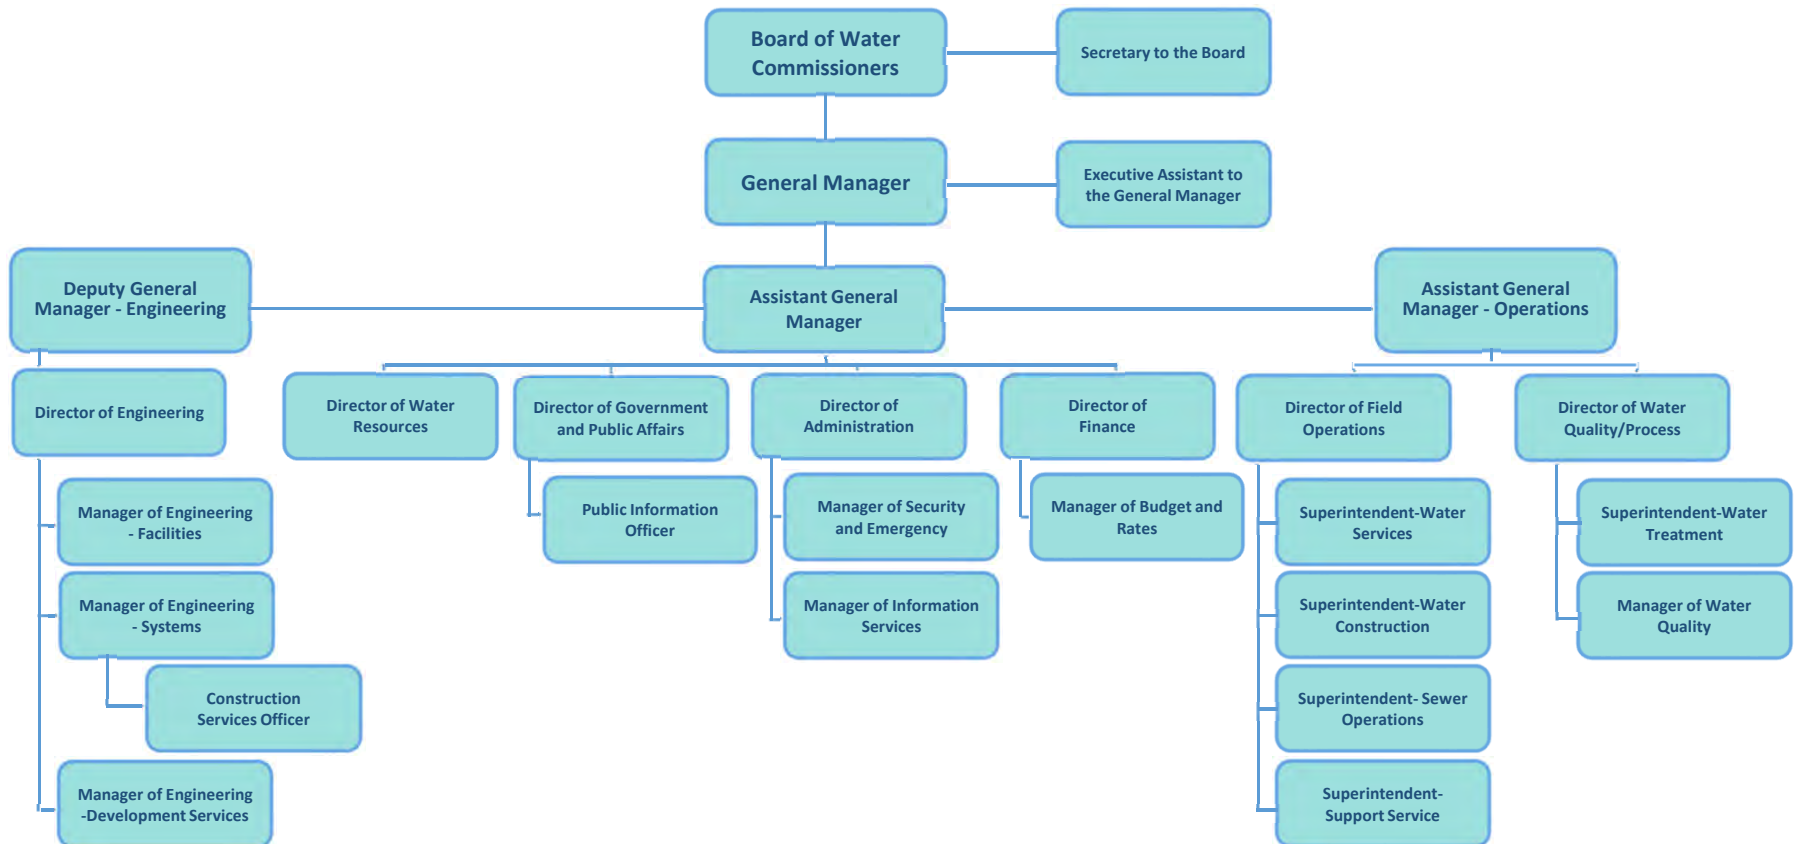 Board of Water
Commissioners
Secretary to the Board
General Manager
Executive Assistant to
the General Manager
Deputy General
Manager - Engineering
Assistant General
Manager
Assistant General
Manager - Operations
Director of Engineering
Director of Water
Resources
Director of Government
and Public Affairs
Director of
Administration
Director of
Finance
Director of Field
Operations
Director of Water
Quality/Process
Manager of Engineering
- Facilities
Public Information
Officer
Manager of Security
and Emergency
Manager of Budget and
Rates
Superintendent-Water
Services
Superintendent-Water
Treatment
Manager of Engineering
- Systems
Manager of Information
Services
Superintendent-Water
Construction
Manager of Water
Quality
Construction
Services Officer
Superintendent- Sewer
Operations
Manager of Engineering
-Development Services
Superintendent-
Support Service